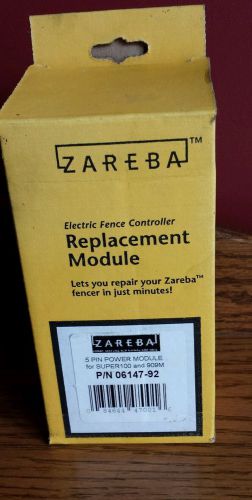 ZAREBA™
Electric Fence Controller
Replacement
Module
Lets you repair your Zareba™
fencer in just minutes!
ZAREBA
5 PIN POWER MODULE
for SUPER100 and 909M
P/N 06147-92